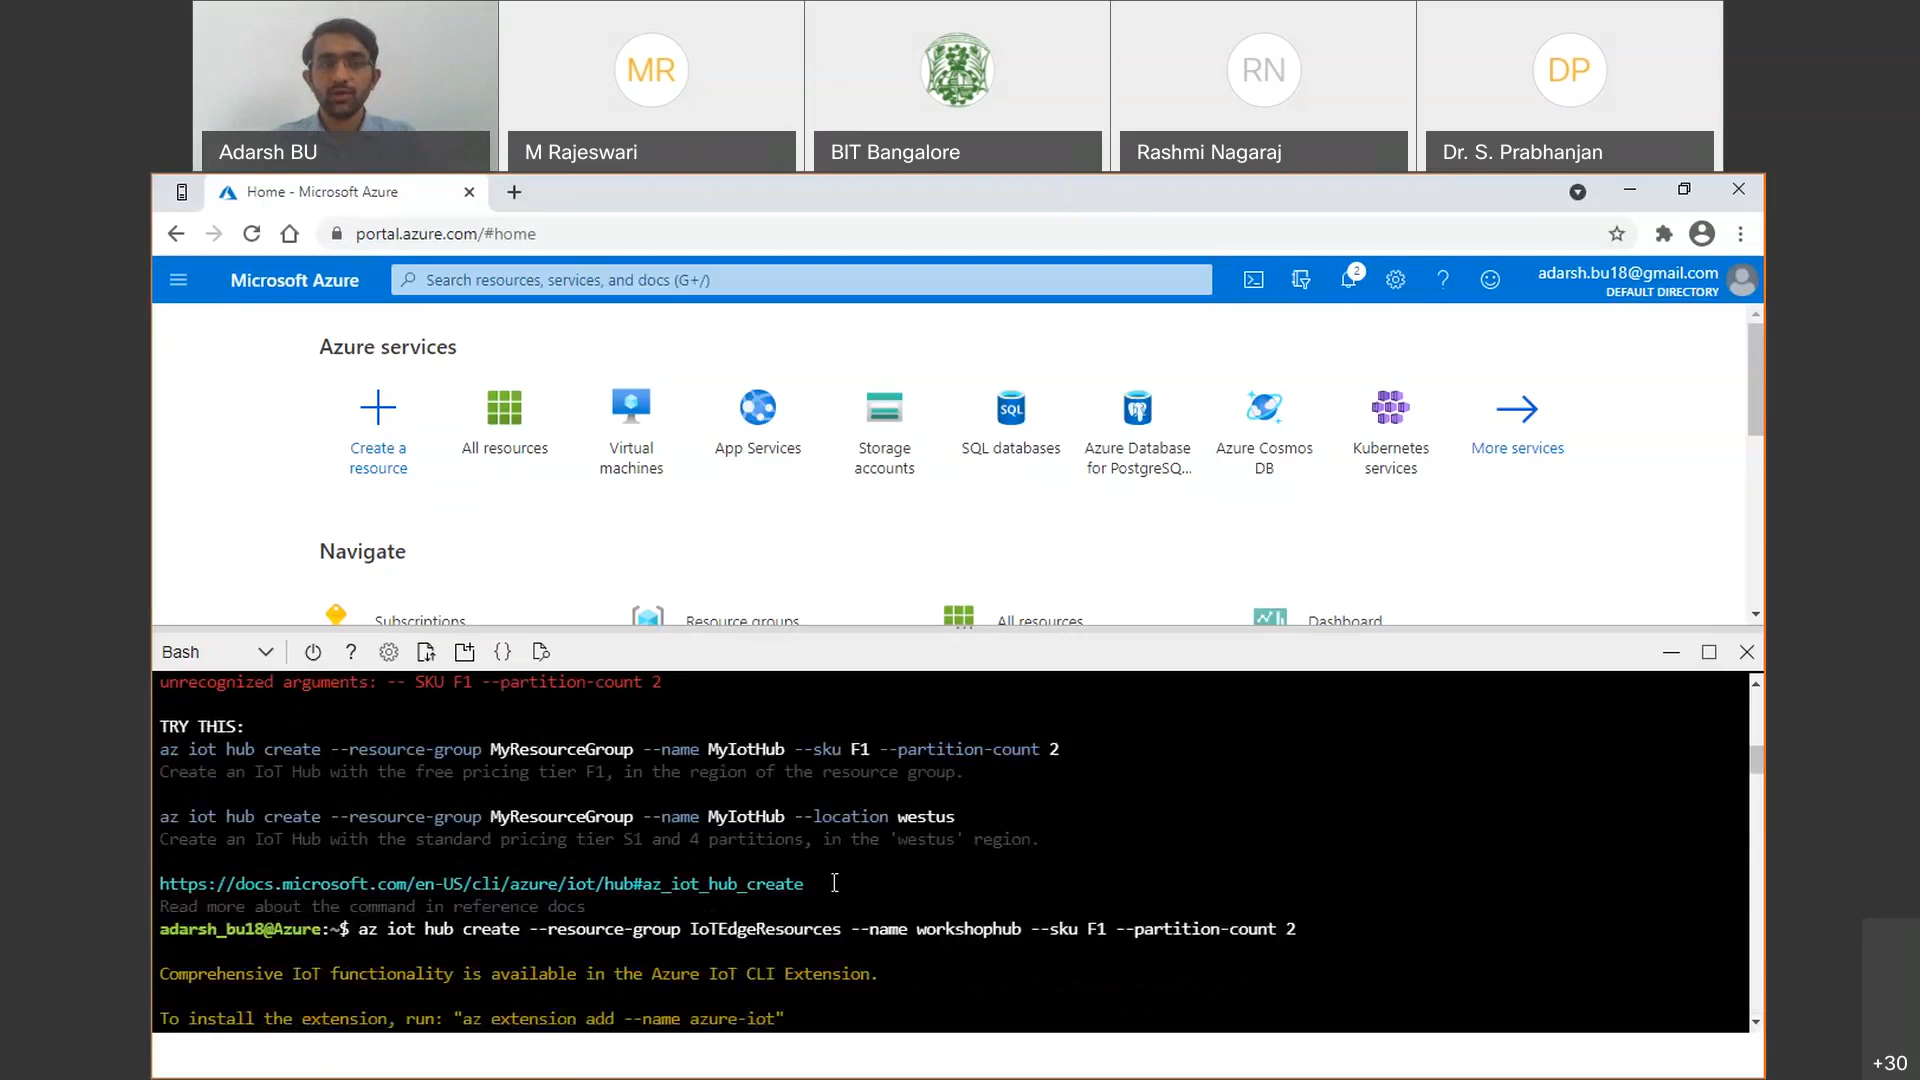 MR
RN
DP
Adarsh BU
M Rajeswari
BIT Bangalore
Rashmi Nagaraj
Dr. S. Prabhanjan
Home - Microsoft Azure
portal.azure.com/#home
Microsoft Azure
Search resources, services, and docs (G+/)
2
adarsh.bu18@gmail.com
DEFAULT DIRECTORY
Azure services
Create a resource
All resources
Virtual machines
App Services
Storage accounts
SQL
SQL databases
Azure Database for PostgreSQ...
Azure Cosmos DB
Kubernetes services
More services
Navigate
Subscriptions
Resource groups
All resources
Dashboard
Bash
unrecognized arguments: -- SKU F1 --partition-count 2
TRY THIS:
az iot hub create --resource-group MyResourceGroup --name MyIotHub --sku F1 --partition-count 2
Create an IoT Hub with the free pricing tier F1, in the region of the resource group.
az iot hub create --resource-group MyResourceGroup --name MyIotHub --location westus
Create an IoT Hub with the standard pricing tier S1 and 4 partitions, in the 'westus' region.
https://docs.microsoft.com/en-US/cli/azure/iot/hub#az_iot_hub_create
Read more about the command in reference docs
adarsh_bu18@Azure:~$ az iot hub create --resource-group IoTEdgeResources --name workshophub --sku F1 --partition-count 2
Comprehensive IoT functionality is available in the Azure IoT CLI Extension.
To install the extension, run: "az extension add --name azure-iot"
+30